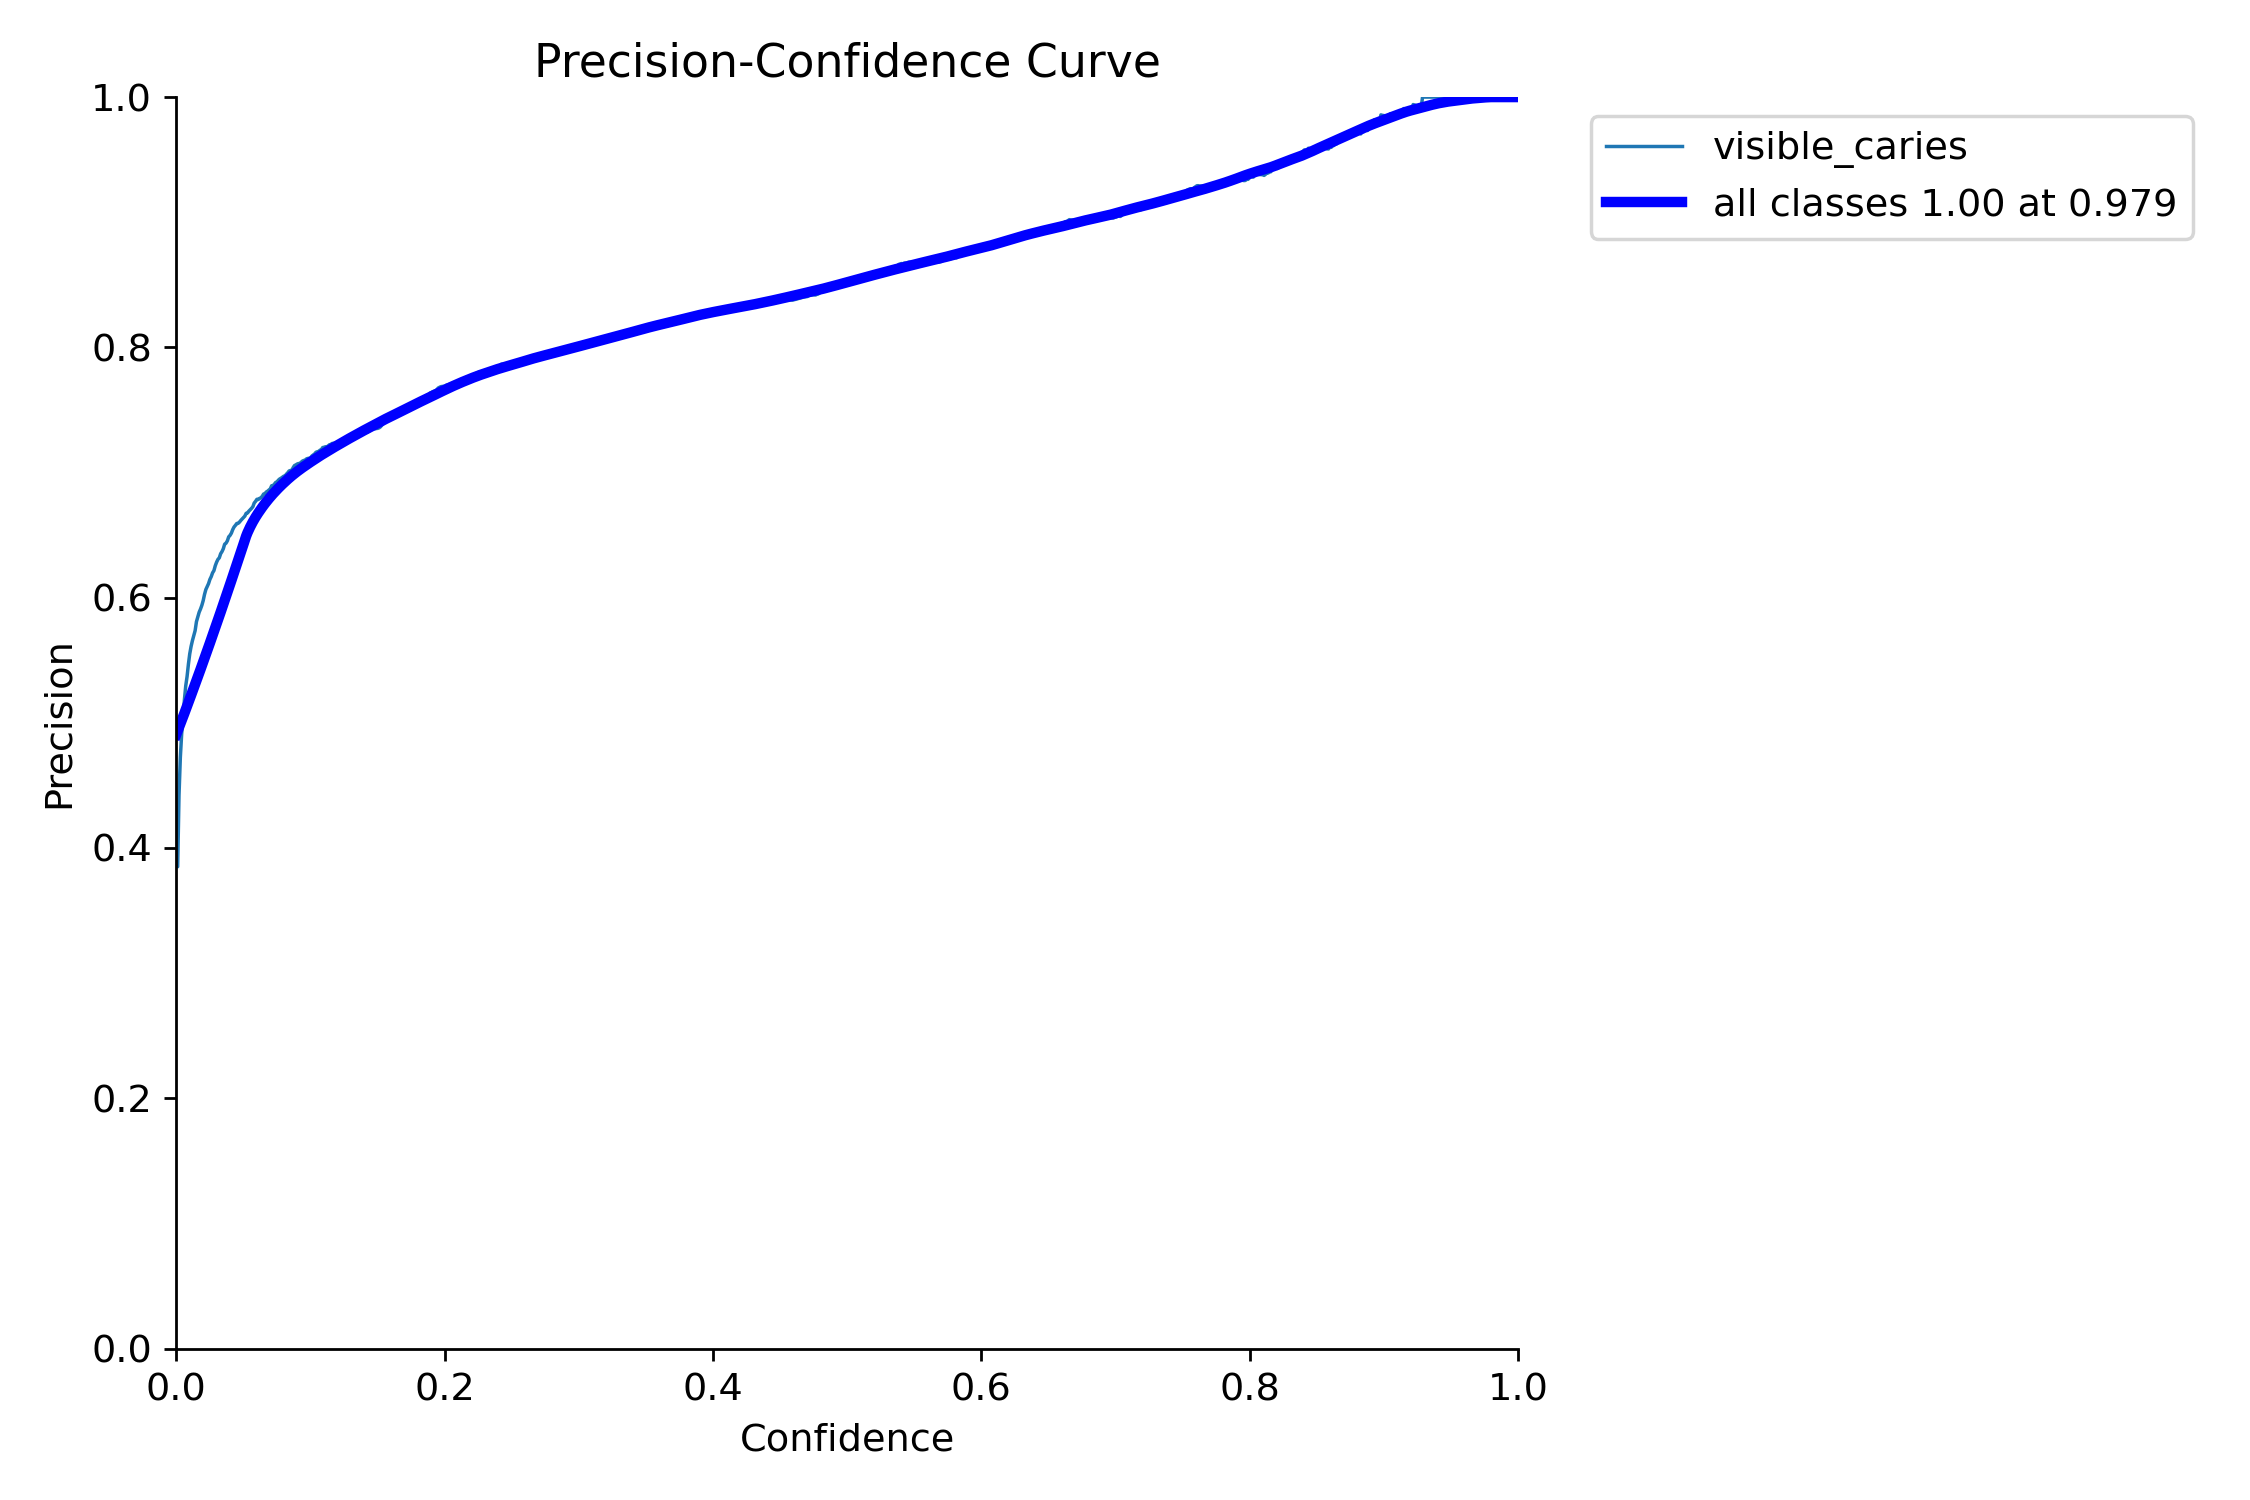 Precision-Confidence Curve
1.0
0.8
0.6
0.4
0.2
0.0
Precision
0.0 0.2 0.4 0.6 0.8 1.0
Confidence
visible_caries
all classes 1.00 at 0.979